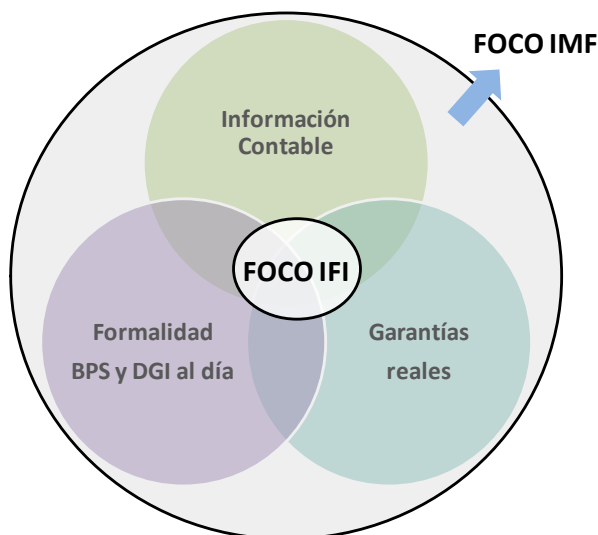 FOCO IMF
Información
Contable
FOCO IFI
Formalidad
BPS y DGI al día
Garantías
reales